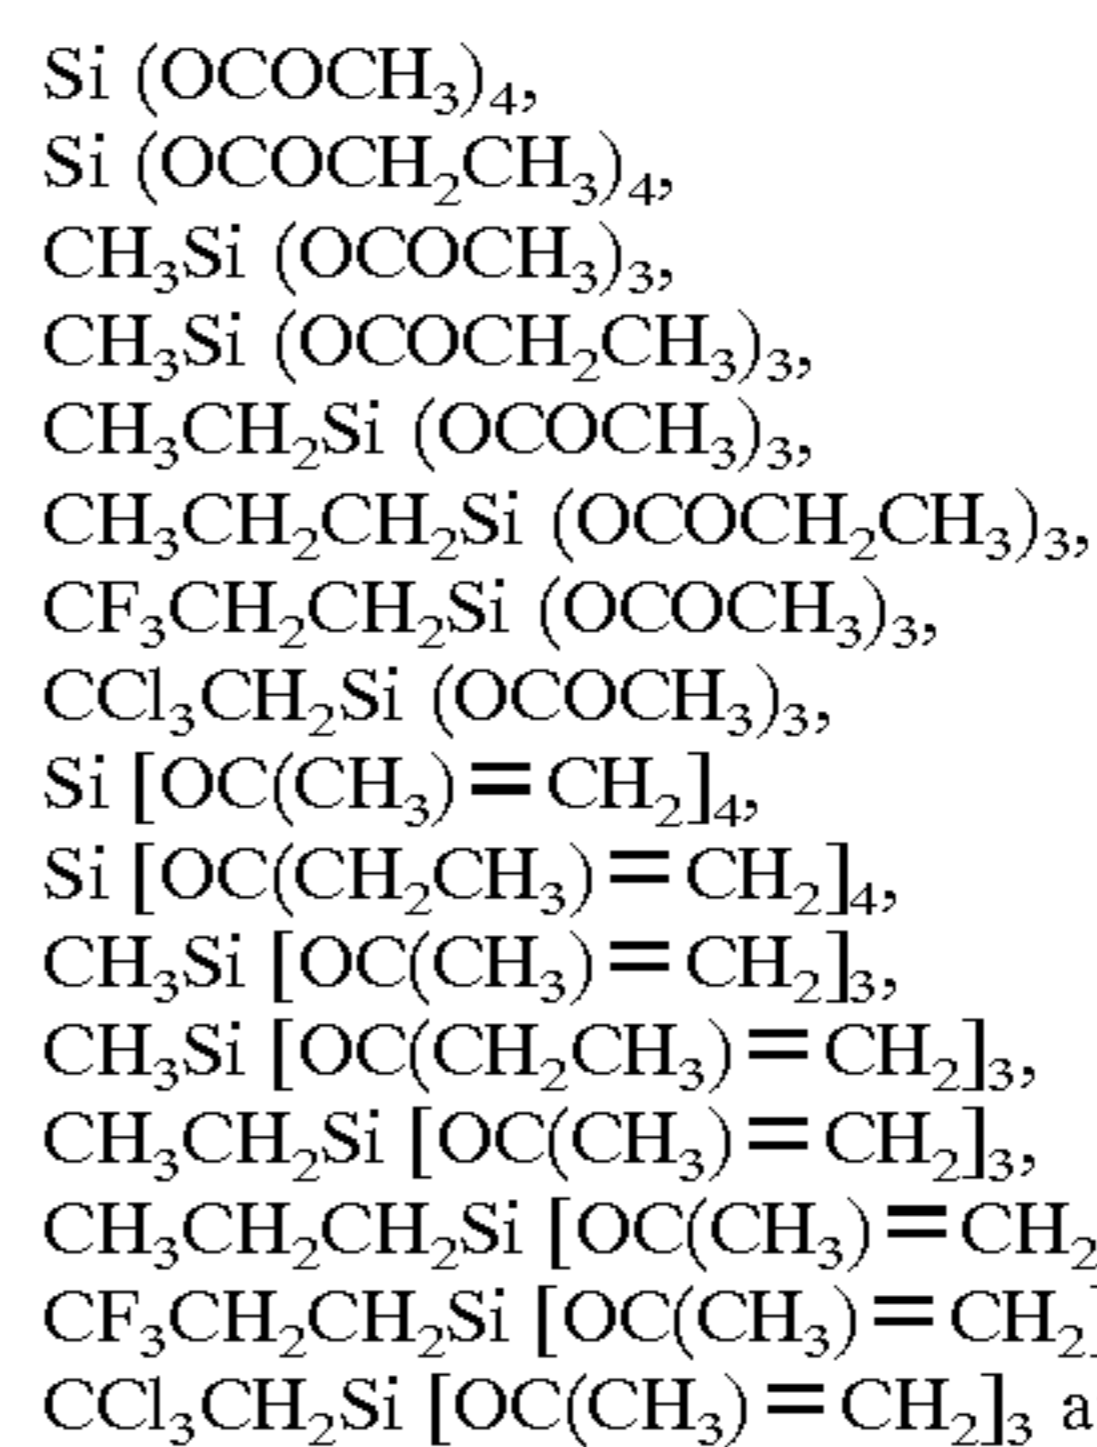 Si (OCOCH₃)₄,
Si (OCOCH₂CH₃)₄,
CH₃Si (OCOCH₃)₃,
CH₃Si (OCOCH₂CH₃)₃,
CH₃CH₂Si (OCOCH₃)₃,
CH₃CH₂CH₂Si (OCOCH₂CH₃)₃,
CF₃CH₂CH₂Si (OCOCH₃)₃,
CCl₃CH₂Si (OCOCH₃)₃,
Si [OC(CH₃)=CH₂]₄,
Si [OC(CH₂CH₃)=CH₂]₄,
CH₃Si [OC(CH₃)=CH₂]₃,
CH₃Si [OC(CH₂CH₃)=CH₂]₃,
CH₃CH₂Si [OC(CH₃)=CH₂]₃,
CH₃CH₂CH₂Si [OC(CH₃)=CH₂
CF₃CH₂CH₂Si [OC(CH₃)=CH₂]
CCl₃CH₂Si [OC(CH₃)=CH₂]₃ a